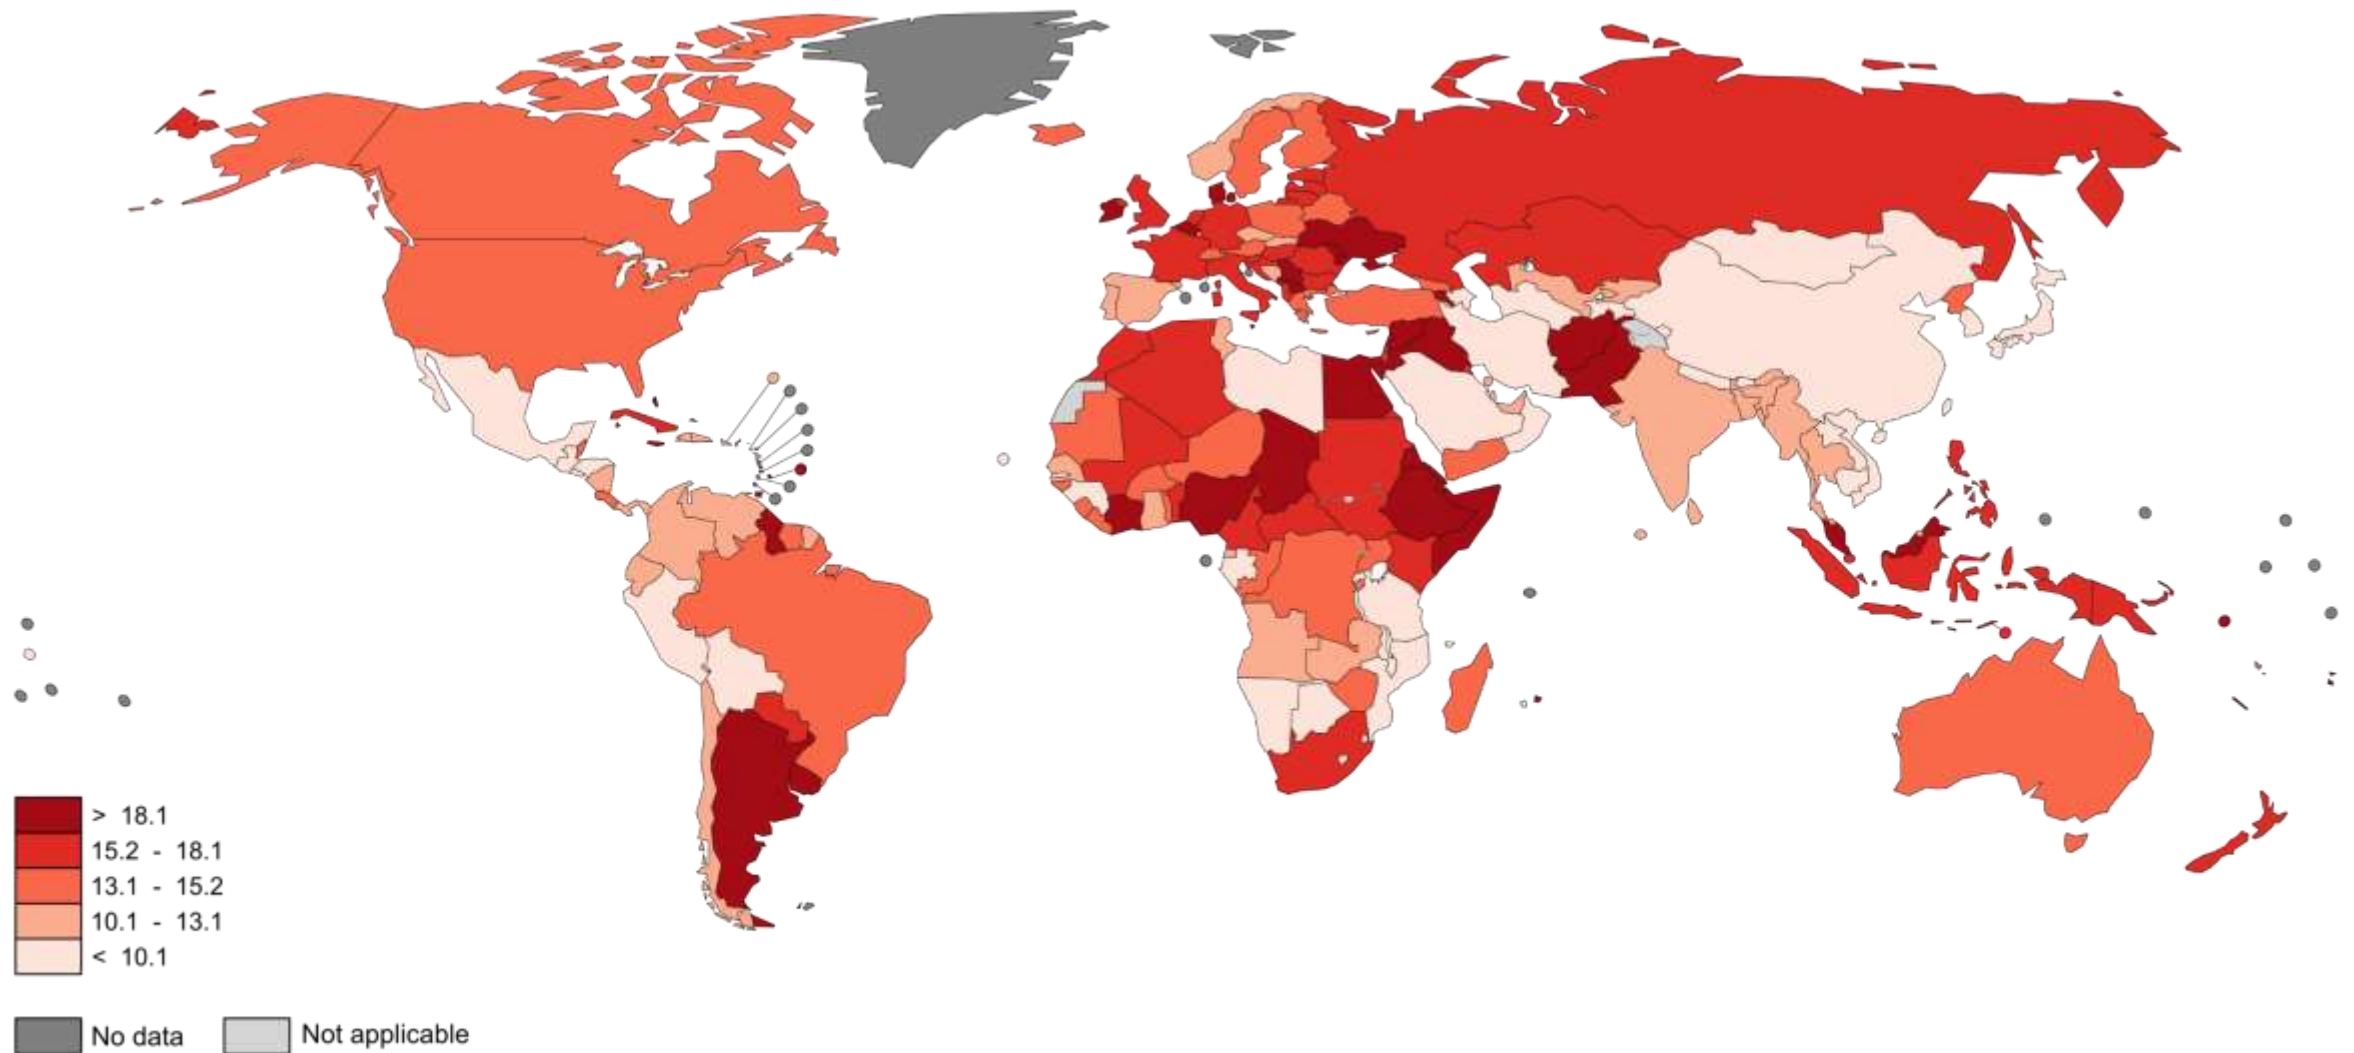 > 18.1
15.2 - 18.1
13.1 - 15.2
10.1 - 13.1
< 10.1
No data
Not applicable